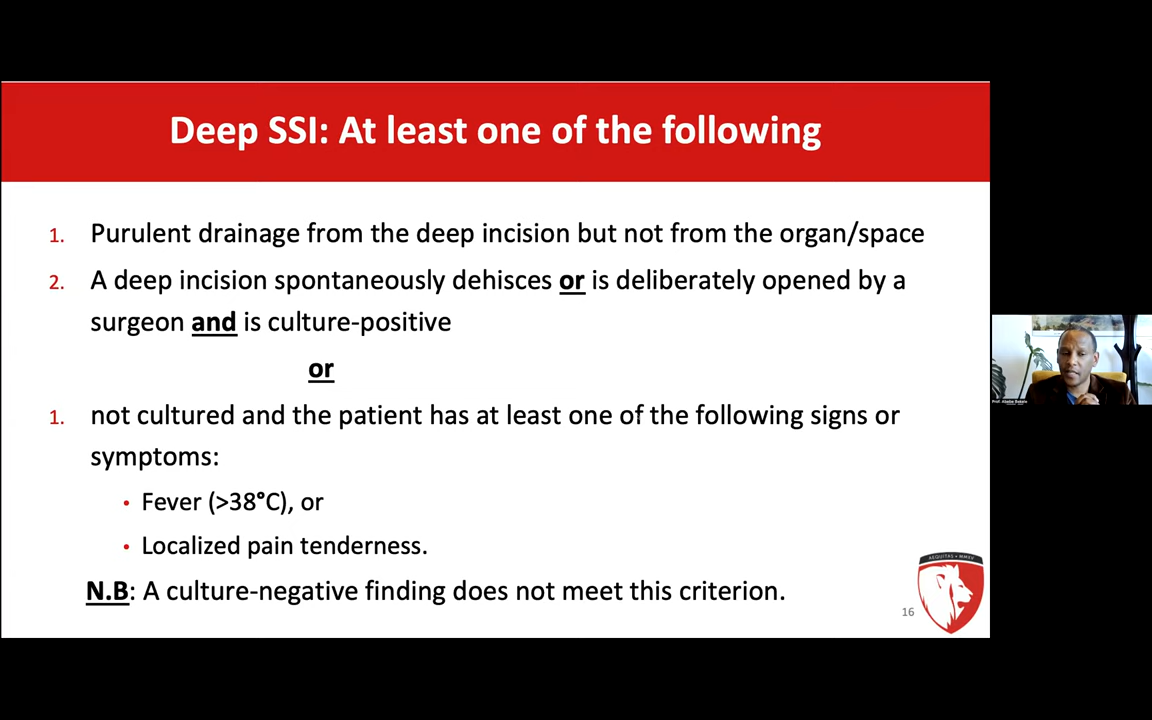 Deep SSI: At least one of the following
1. Purulent drainage from the deep incision but not from the organ/space
2. A deep incision spontaneously dehisces or is deliberately opened by a
surgeon and is culture-positive
or
1. not cultured and the patient has at least one of the following signs or
symptoms:
• Fever (>38°C), or
• Localized pain tenderness.
N.B: A culture-negative finding does not meet this criterion.
16
AEQUITAS • MMXV